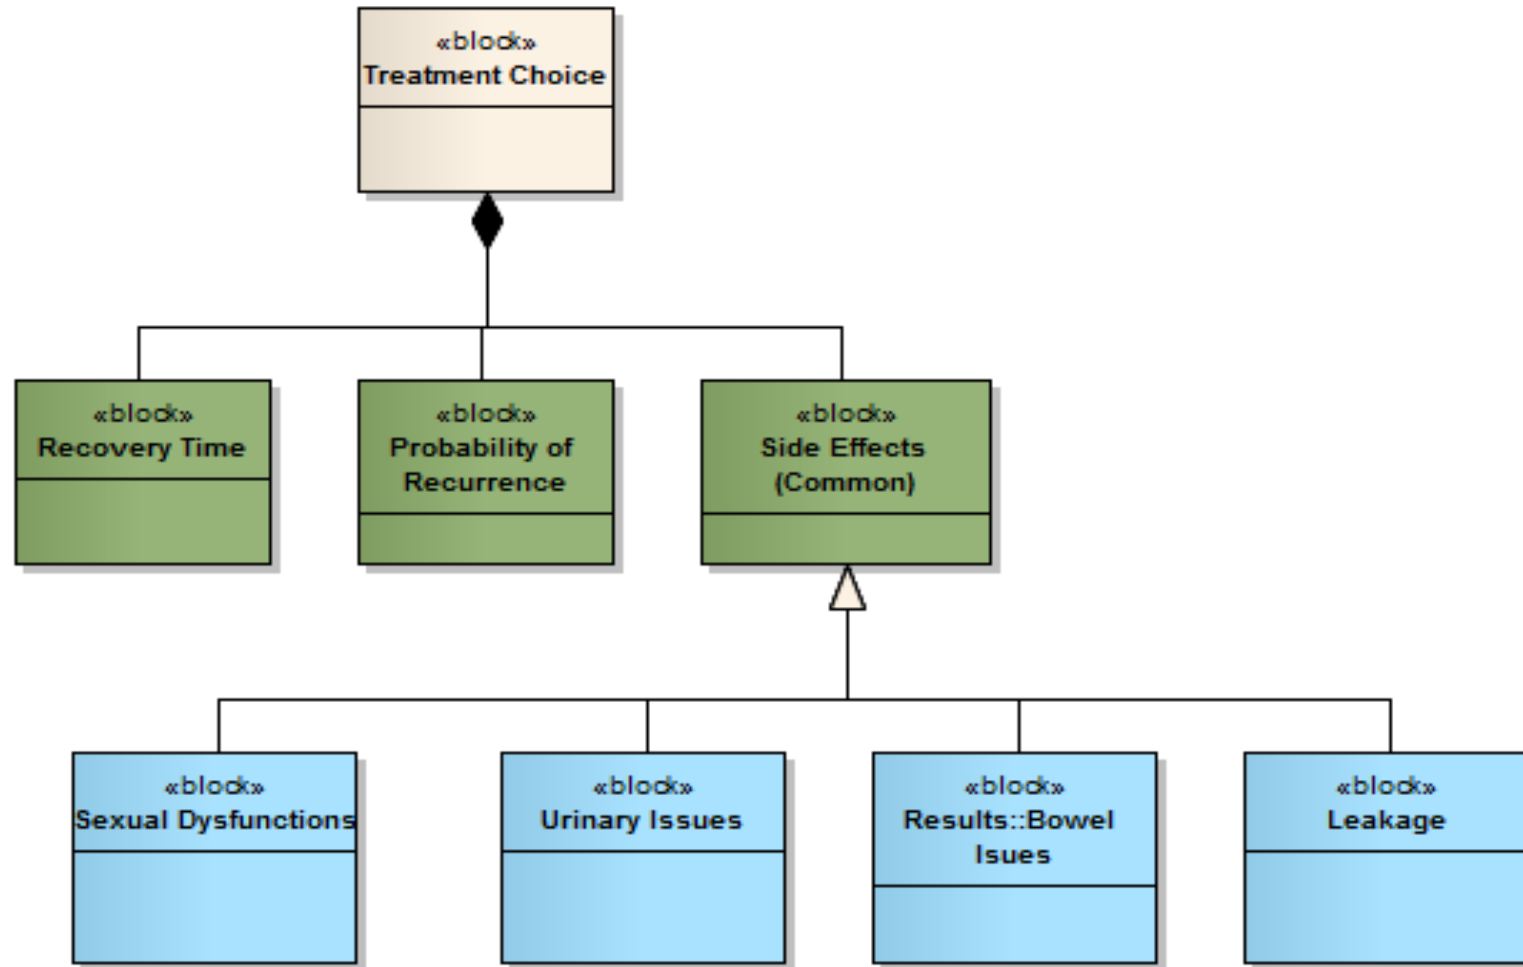 «block»
Treatment Choice
«block»
Recovery Time
«block»
Probability of
Recurrence
«block»
Side Effects
(Common)
«block»
Sexual Dysfunctions
«block»
Urinary Issues
«block»
Results::Bowel
Isues
«block»
Leakage